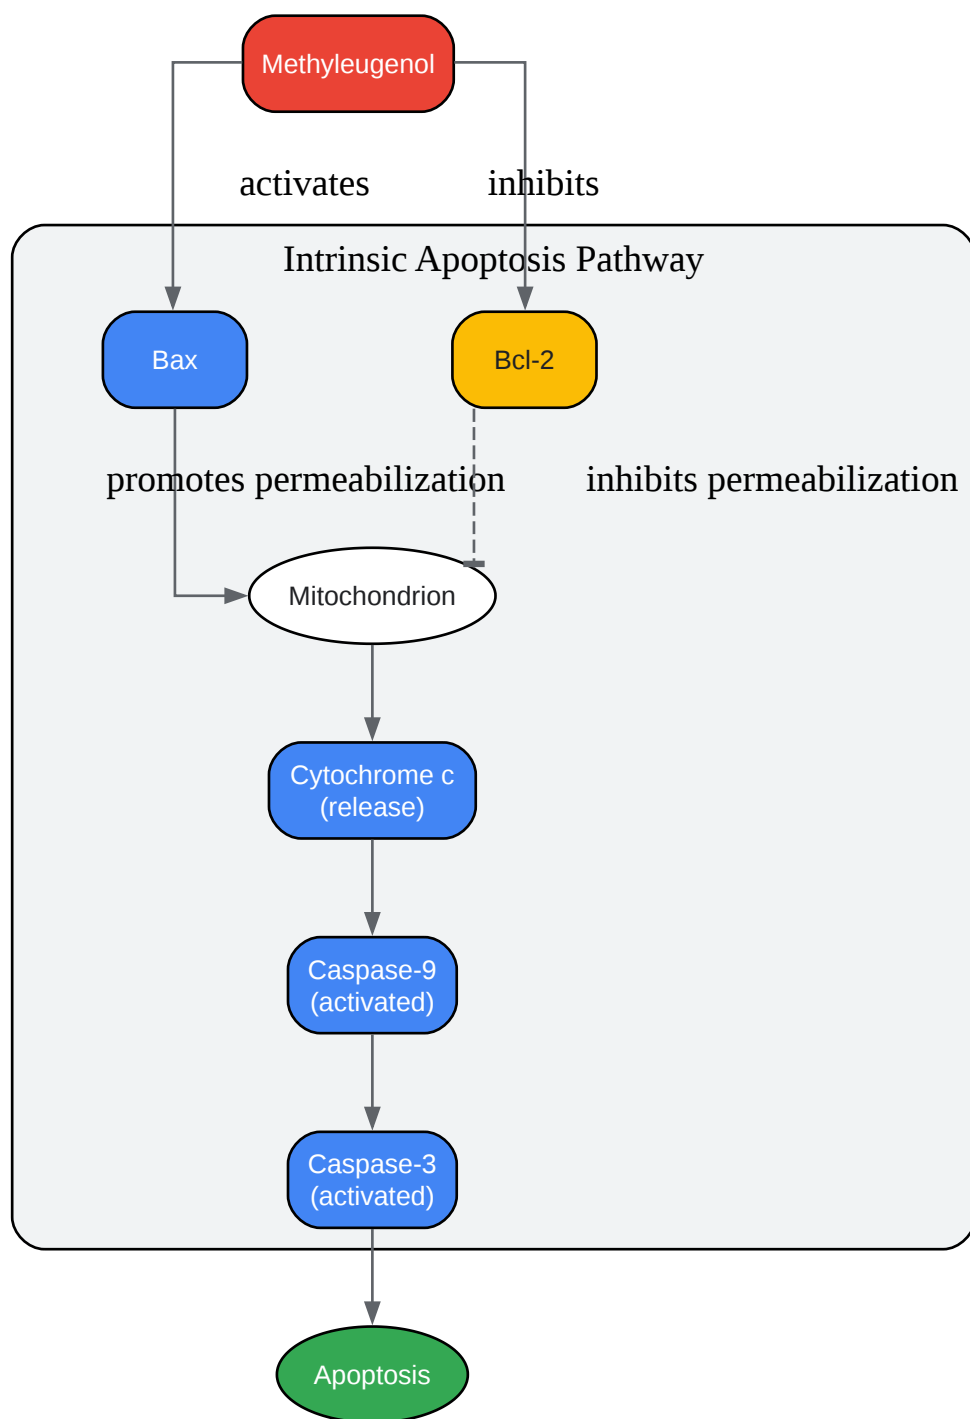 Methyleugenol
activates
inhibits
Intrinsic Apoptosis Pathway
Bax
Bcl-2
promotes permeabilization
inhibits permeabilization
Mitochondrion
Cytochrome c
(release)
Caspase-9
(activated)
Caspase-3
(activated)
Apoptosis